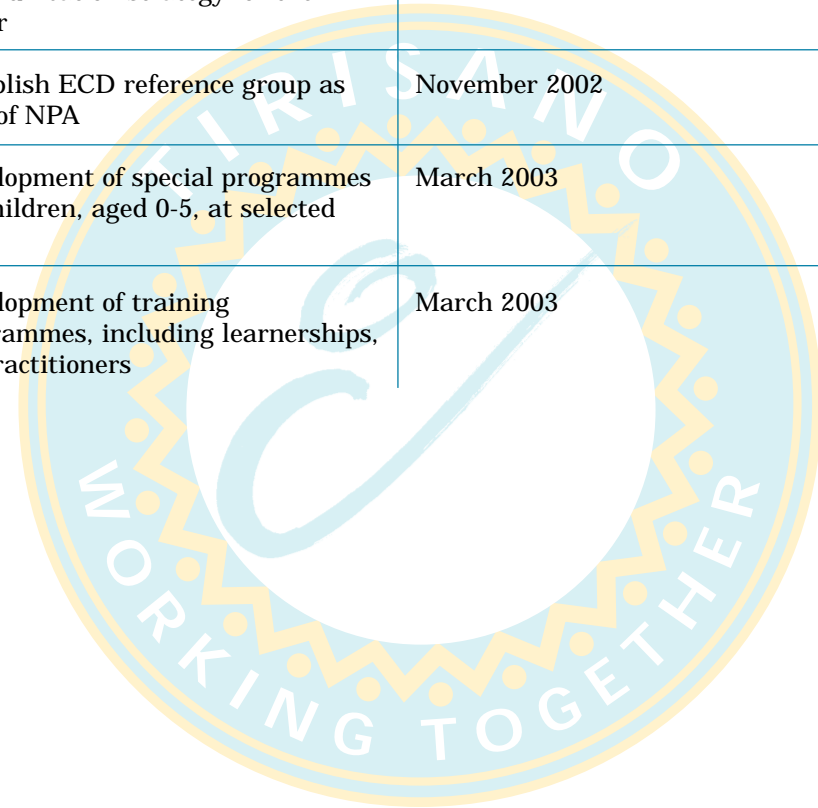 r
blish ECD reference group as
of NPA
November 2002
lopment of special programmes
hildren, aged 0-5, at selected
March 2003
lopment of training
rammes, including learnerships,
ractitioners
March 2003
TIRISANO
WORKING TOGETHER